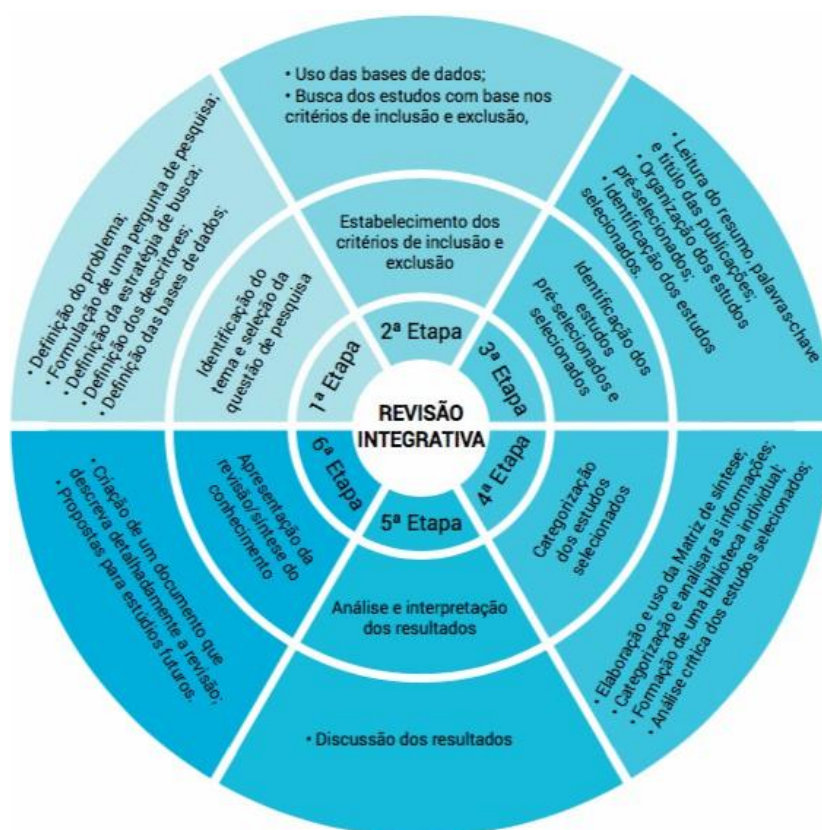 REVISÃO
INTEGRATIVA
1ª Etapa
Identificação do
tema e seleção da
questão de pesquisa
• Definição do problema;
• Formulação de uma pergunta de pesquisa;
• Definição da estratégia de busca;
• Definição dos descritores;
• Definição das bases de dados;
2ª Etapa
Estabelecimento dos
critérios de inclusão e
exclusão
• Uso das bases de dados;
• Busca dos estudos com base nos
critérios de inclusão e exclusão,
3ª Etapa
Identificação dos
estudos
pré-selecionados e
selecionados
• Leitura do resumo, palavras-chave
e título das publicações;
• Organização dos estudos
pré-selecionados;
• Identificação dos estudos
selecionados.
4ª Etapa
Categorização
dos estudos
selecionados
• Elaboração e uso da Matriz de síntese;
• Categorização e analisar as informações;
• Formação de uma biblioteca individual;
• Análise crítica dos estudos selecionados;
5ª Etapa
Análise e interpretação
dos resultados
• Discussão dos resultados
6ª Etapa
Apresentação da
revisão/síntese do
conhecimento
• Criação de um documento que
descreva detalhadamente a revisão;
• Propostas para estúdios futuros.